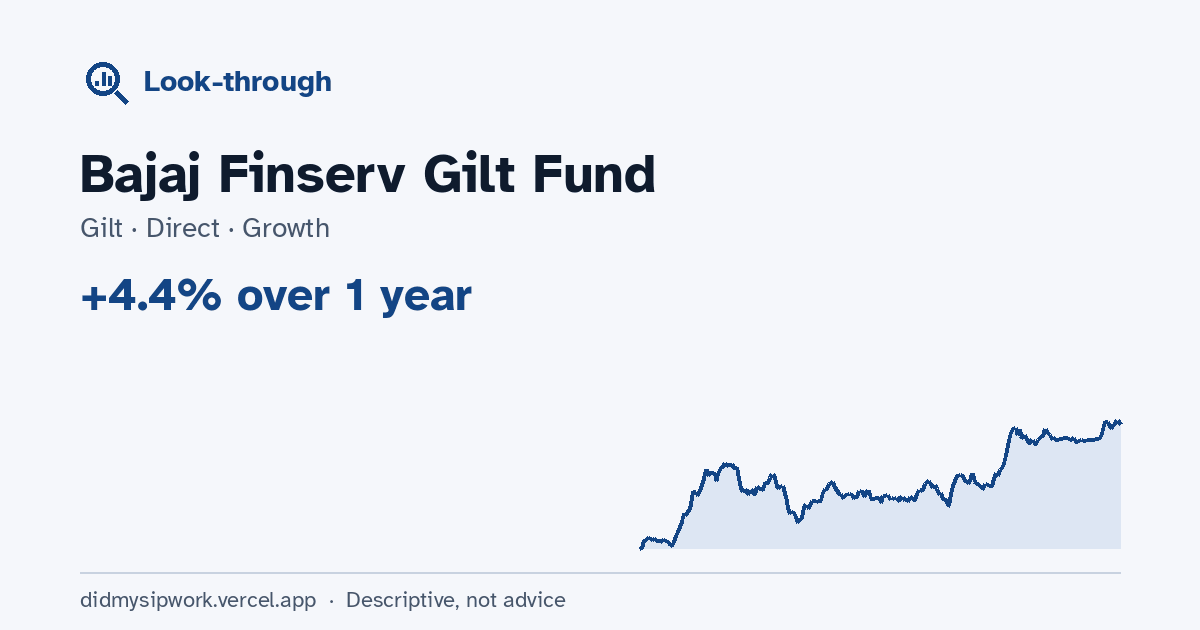 Look-through
Bajaj Finserv Gilt Fund
Gilt · Direct · Growth
+4.4% over 1 year
didmysipwork.vercel.app · Descriptive, not advice